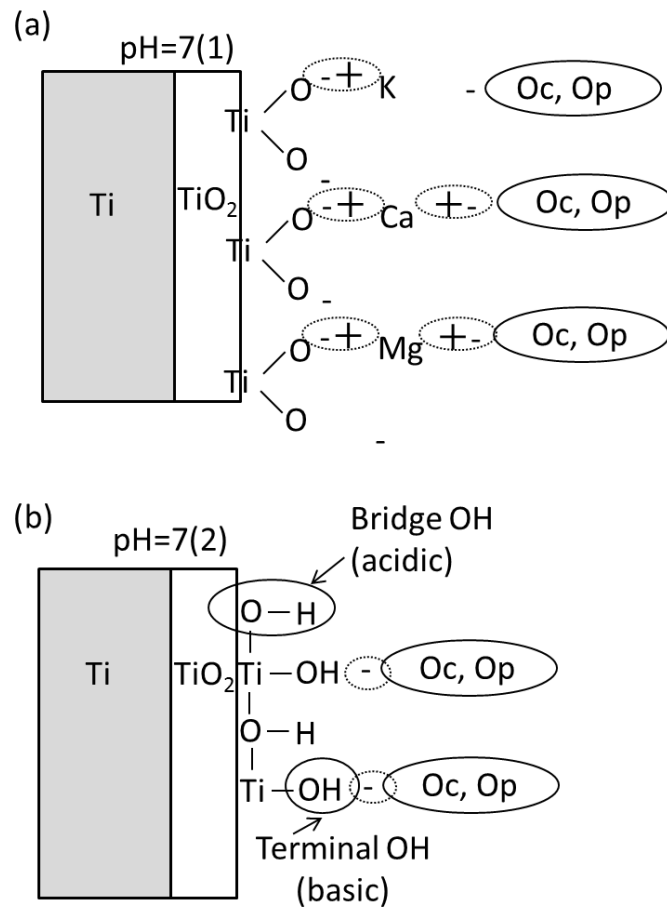 (a)
pH=7(1)
O - + K - Oc, Op
Ti
O -
Ti TiO₂ O - + Ca + - Oc, Op
Ti
O -
O - + Mg + - Oc, Op
Ti
O
-
(b)
Bridge OH
pH=7(2)
(acidic)
O H
Ti TiO₂ Ti OH - Oc, Op
O H
Ti OH - Oc, Op
Terminal OH
(basic)